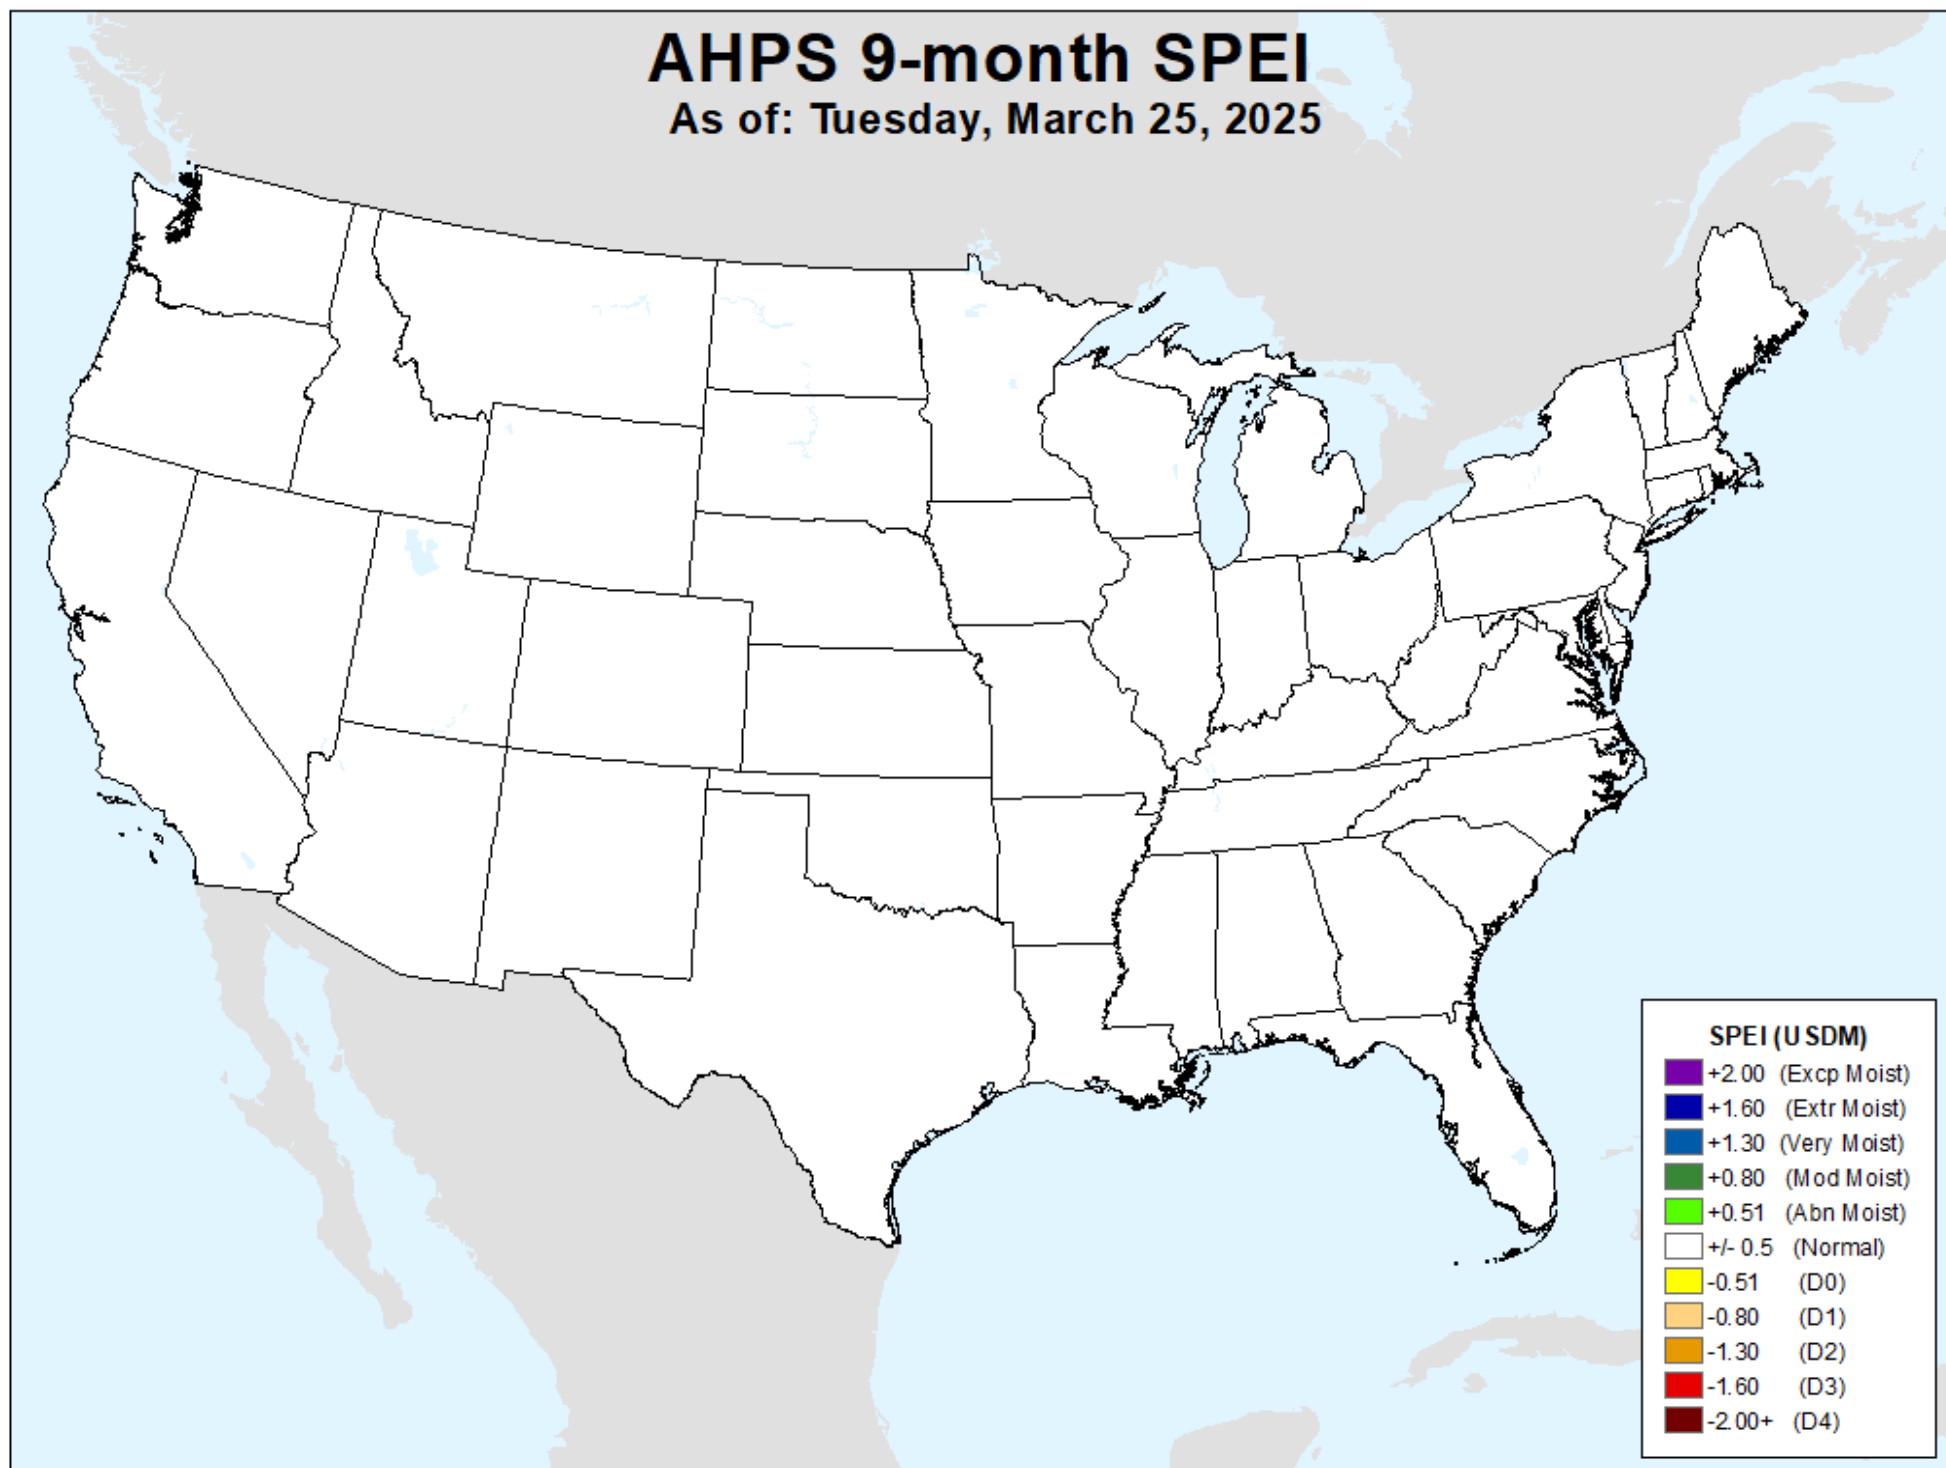 AHPS 9-month SPEI
As of: Tuesday, March 25, 2025
SPEI (USDM)
+2.00 (Excp Moist)
+1.60 (Extr Moist)
+1.30 (Very Moist)
+0.80 (Mod Moist)
+0.51 (Abn Moist)
+/- 0.5 (Normal)
-0.51 (D0)
-0.80 (D1)
-1.30 (D2)
-1.60 (D3)
-2.00+ (D4)